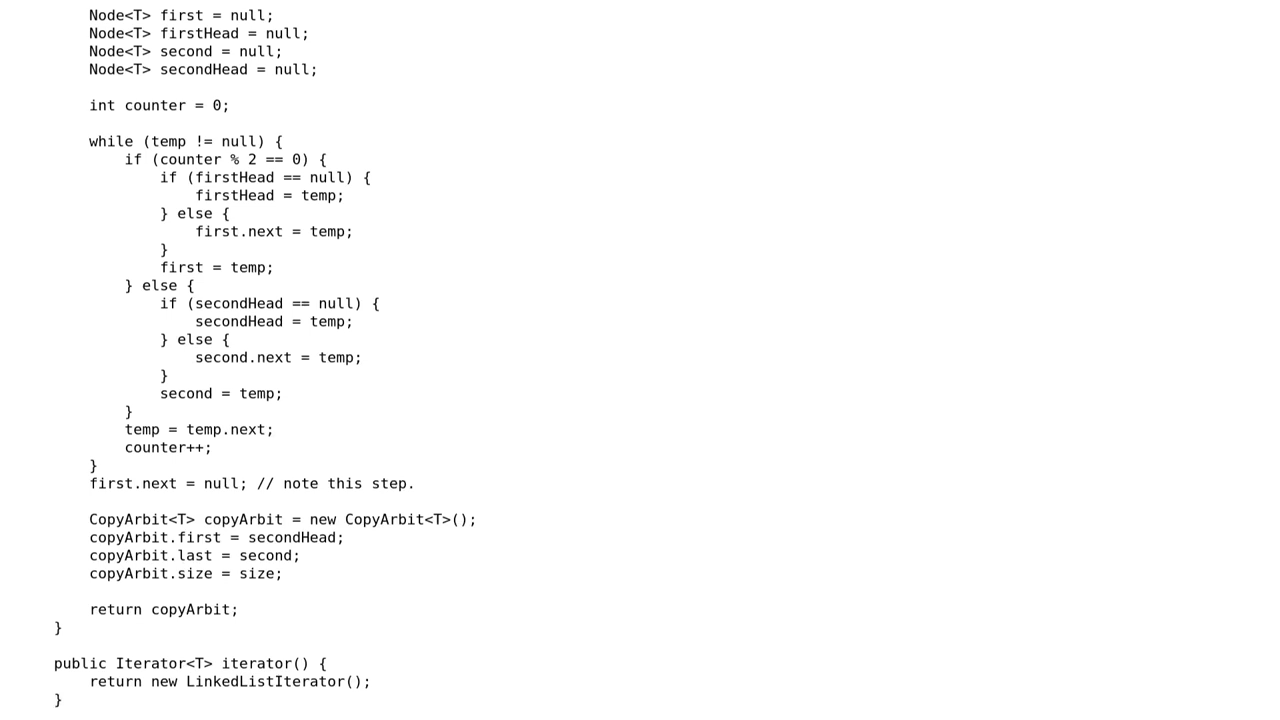 Node<T> first = null;
Node<T> firstHead = null;
Node<T> second = null;
Node<T> secondHead = null;
int counter = 0;
while (temp != null) {
if (counter % 2 == 0) {
if (firstHead == null) {
firstHead = temp;
} else {
first.next = temp;
}
first = temp;
} else {
if (secondHead == null) {
secondHead = temp;
} else {
second.next = temp;
}
second = temp;
}
temp = temp.next;
counter++;
}
first.next = null; // note this step.
CopyArbit<T> copyArbit = new CopyArbit<T>();
copyArbit.first = secondHead;
copyArbit.last = second;
copyArbit.size = size;
return copyArbit;
}
public Iterator<T> iterator() {
return new LinkedListIterator();
}